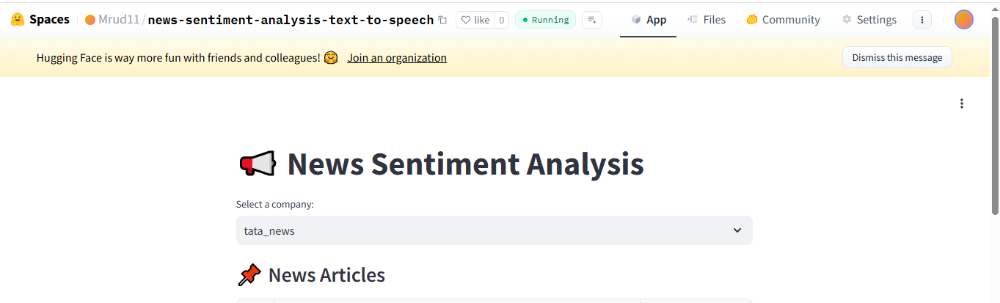 Spaces Mrud11/news-sentiment-analysis-text-to-speech like 0 Running App Files Community Settings
Hugging Face is way more fun with friends and colleagues! 🤗 Join an organization Dismiss this message
📢 News Sentiment Analysis
Select a company:
tata_news
📌 News Articles